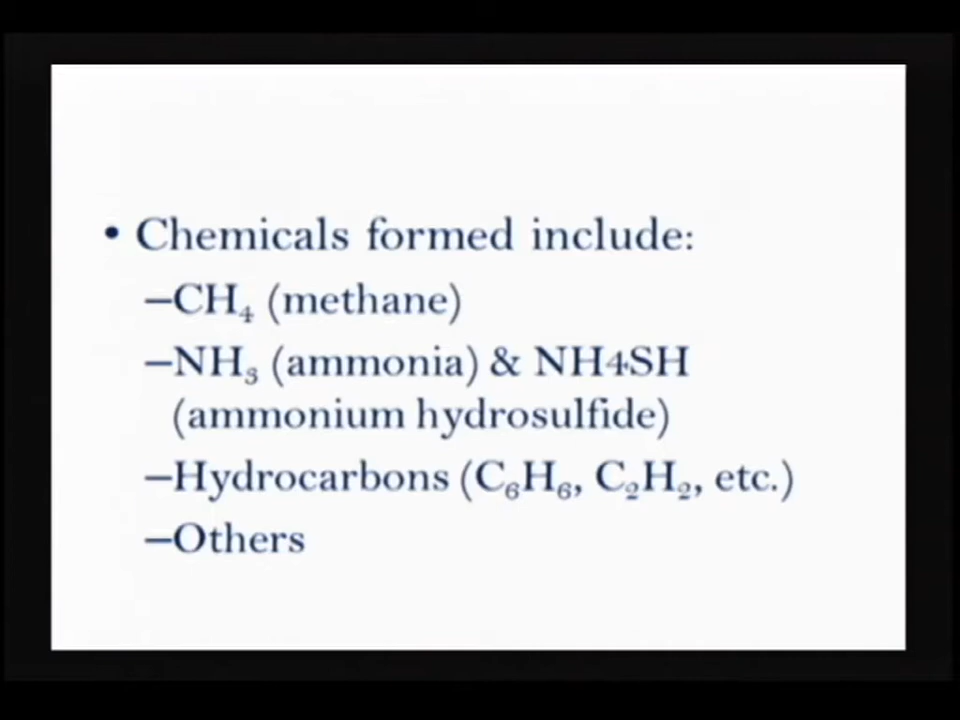 • Chemicals formed include:
–CH₄ (methane)
–NH₃ (ammonia) & NH4SH
(ammonium hydrosulfide)
–Hydrocarbons (C₆H₆, C₂H₂, etc.)
–Others